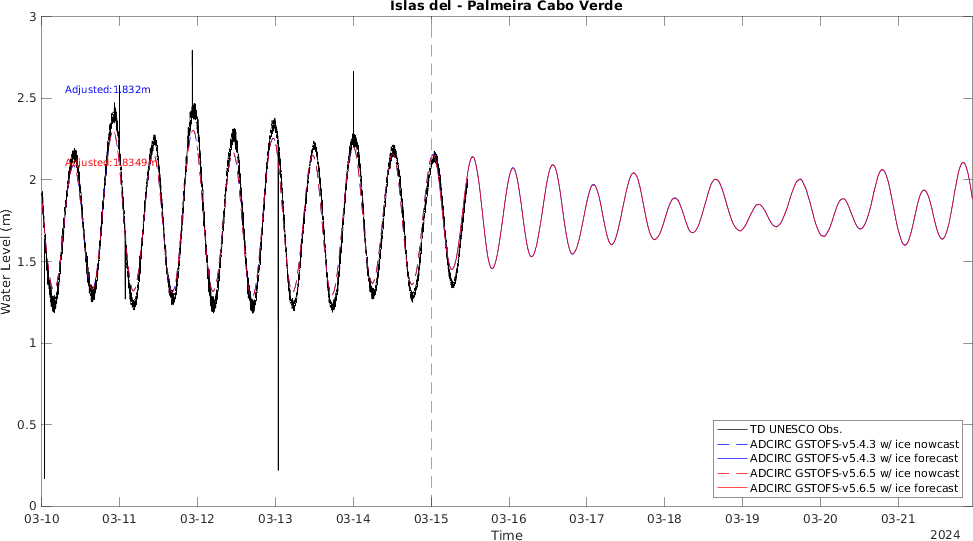 Islas del - Palmeira Cabo Verde
3
2.5
2
1.5
1
0.5
0
Water Level (m)
Adjusted:1.832m
Adjusted:1.8349m
TD UNESCO Obs.
ADCIRC GSTOFS-v5.4.3 w/ ice nowcast
ADCIRC GSTOFS-v5.4.3 w/ ice forecast
ADCIRC GSTOFS-v5.6.5 w/ ice nowcast
ADCIRC GSTOFS-v5.6.5 w/ ice forecast
03-10 03-11 03-12 03-13 03-14 03-15 03-16 03-17 03-18 03-19 03-20 03-21
Time
2024